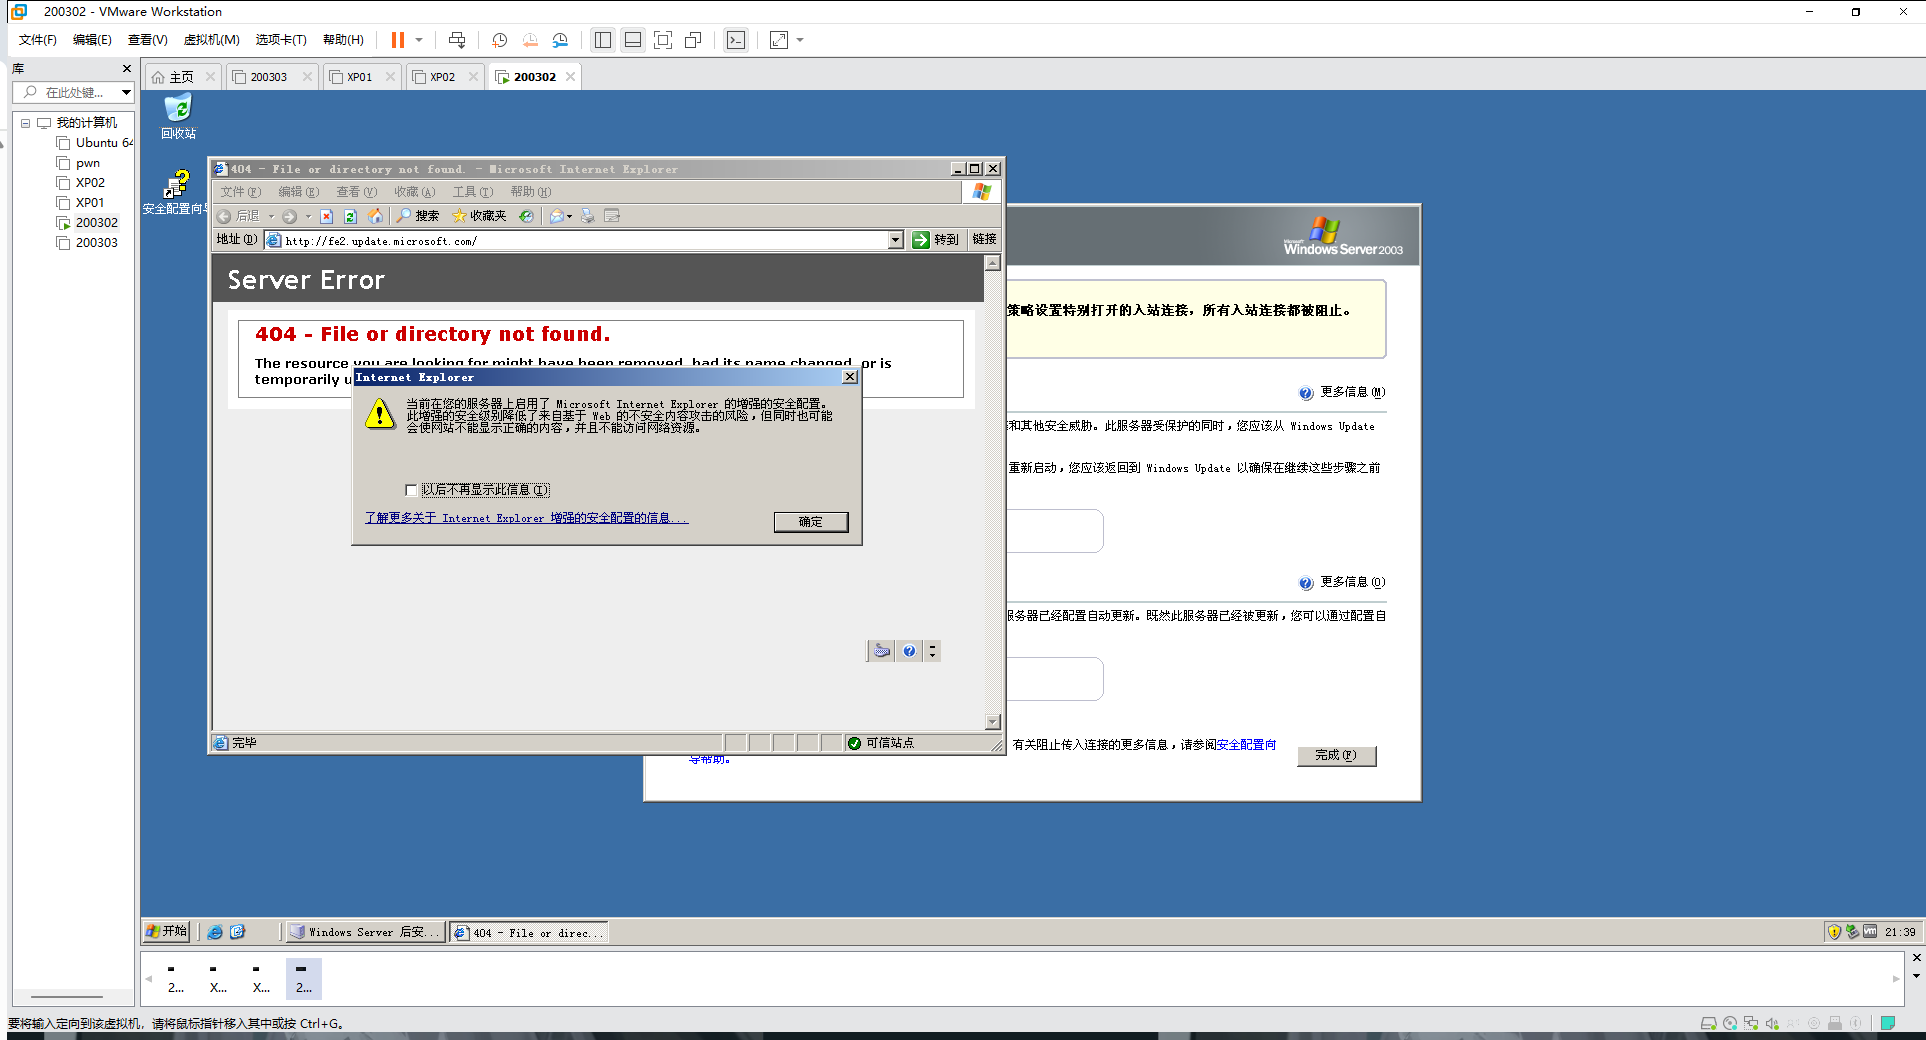 200302 - VMware Workstation
文件(F) 编辑(E) 查看(V) 虚拟机(M) 选项卡(T) 帮助(H)
库
在此处键...
我的计算机
Ubuntu 64
pwn
XP02
XP01
200302
200303
主页 200303 XP01 XP02 200302
回收站
安全配置向导
404 - File or directory not found. - Microsoft Internet Explorer
文件(F) 编辑(E) 查看(V) 收藏(A) 工具(T) 帮助(H)
后退 搜索 收藏夹
地址(D) http://fe2.update.microsoft.com/ 转到 链接
Server Error
404 - File or directory not found.
The resource you are looking for might have been removed, had its name changed, or is
temporarily u
Internet Explorer
当前在您的服务器上启用了 Microsoft Internet Explorer 的增强的安全配置。
此增强的安全级别降低了来自基于 Web 的不安全内容攻击的风险，但同时也可能
会使网站不能显示正确的内容，并且不能访问网络资源。
以后不再显示此信息(I)
了解更多关于 Internet Explorer 增强的安全配置的信息...
确定
完毕
可信站点
Microsoft
Windows Server 2003
策略设置特别打开的入站连接，所有入站连接都被阻止。
更多信息(M)
和其他安全威胁。此服务器受保护的同时，您应该从 Windows Update
重新启动，您应该返回到 Windows Update 以确保在继续这些步骤之前
更多信息(O)
服务器已经配置自动更新。既然此服务器已经被更新，您可以通过配置自
有关阻止传入连接的更多信息，请参阅安全配置向
导帮助。
完成(F)
开始
Windows Server 后安...
404 - File or direc...
21:39
2... X... X... 2...
要将输入定向到该虚拟机，请将鼠标指针移入其中或按 Ctrl+G。